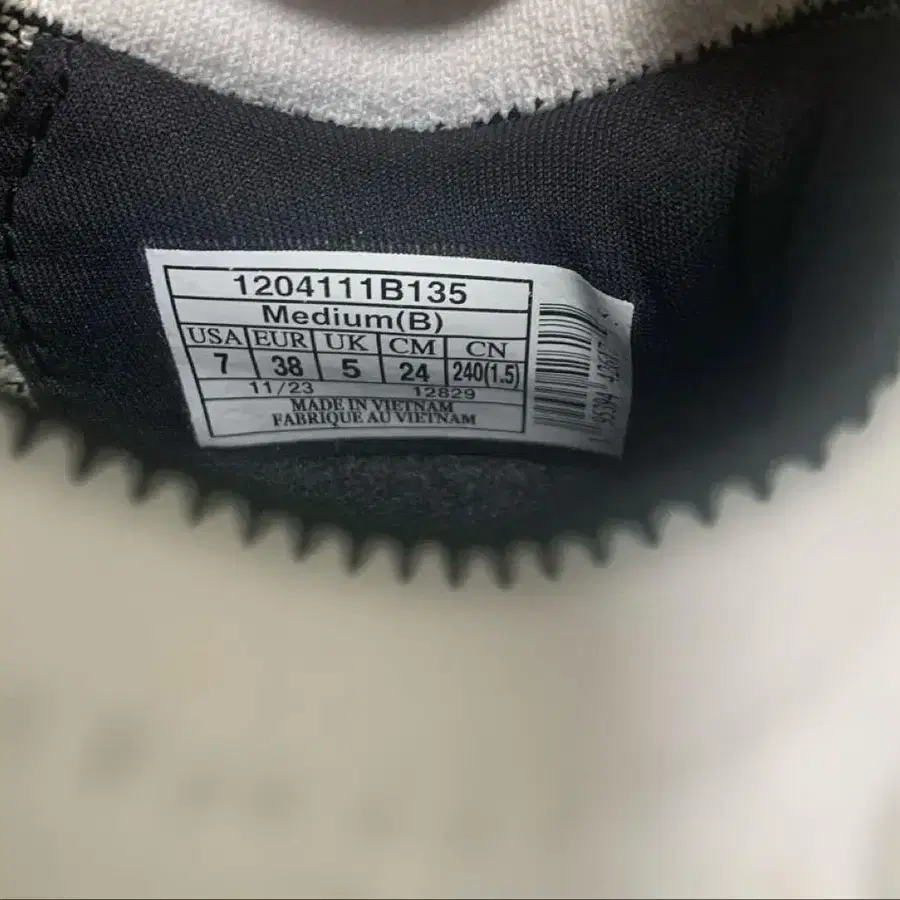 1204111B135
Medium(B)
USA EUR UK CM CN
7 38 5 24 240(1.5)
11/23 12829
MADE IN VIETNAM
FABRIQUE AU VIETNAM